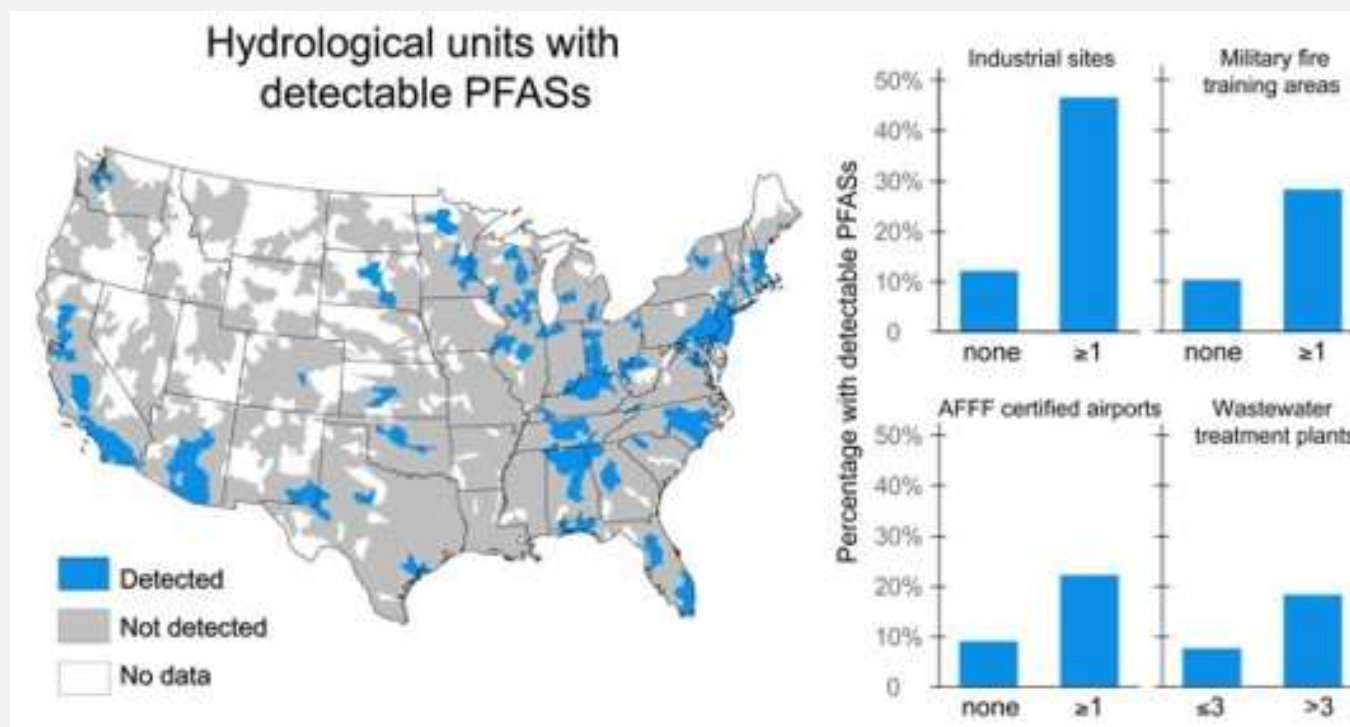 Hydrological units with
detectable PFASs
Detected
Not detected
No data
Percentage with detectable PFASs
Industrial sites
50%
40%
30%
20%
10%
0
none ≥1
Military fire
training areas
none ≥1
AFFF certified airports
50%
40%
30%
20%
10%
0
none ≥1
Wastewater
treatment plants
≤3 >3